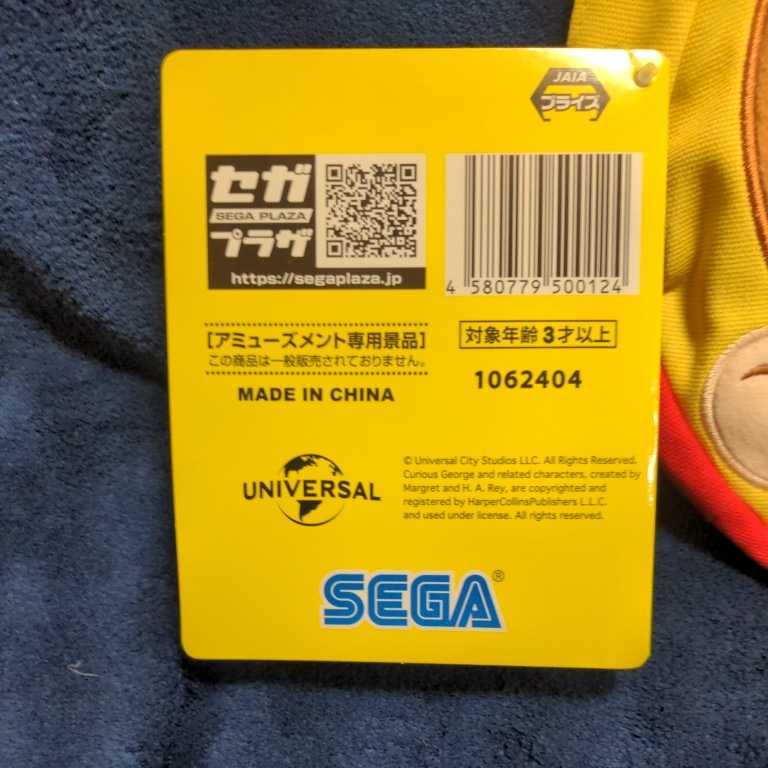 JAIA
プライズ
セガ
SEGA PLAZA
プラザ
https://segaplaza.jp
4 580779 500124
[アミューズメント専用景品]
この商品は一般販売されておりません。
対象年齢3才以上
MADE IN CHINA
1062404
UNIVERSAL
© Universal City Studios LLC. All Rights Reserved.
Curious George and related characters, created by
Margret and H. A. Rey, are copyrighted and
registered by HarperCollinsPublishers L.L.C.
and used under license. All rights reserved.
SEGA®